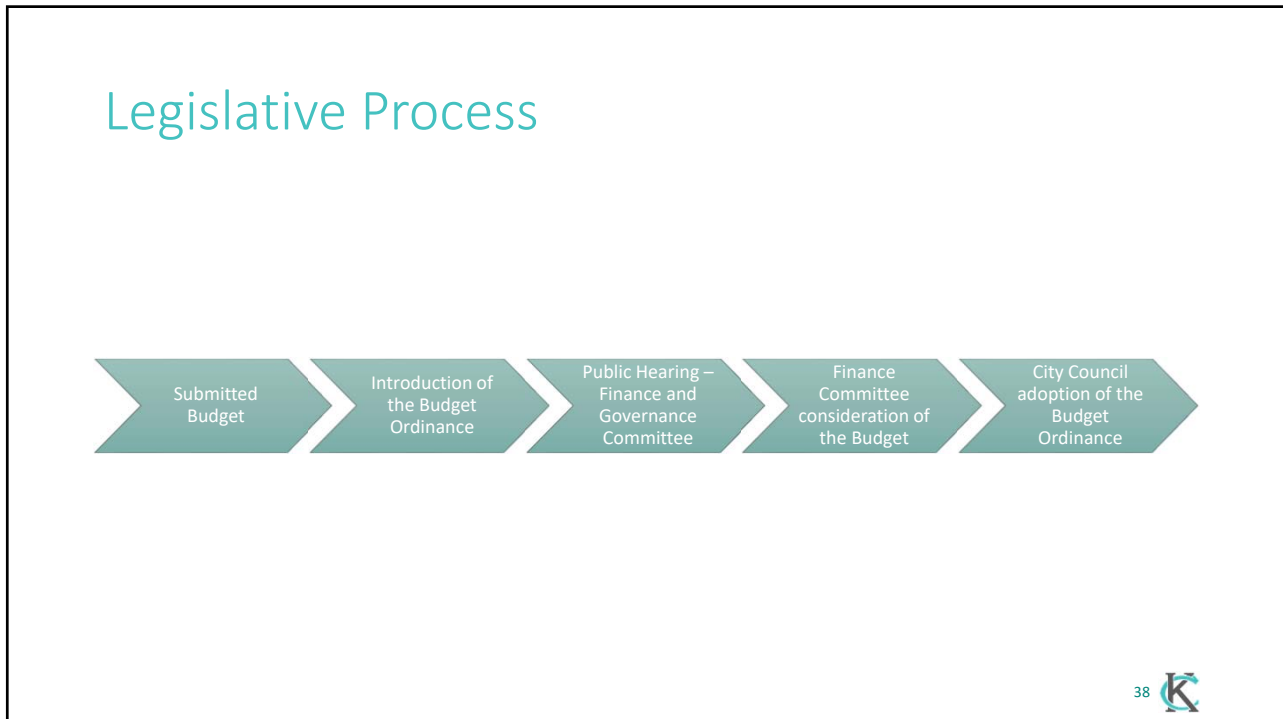 Legislative Process
Submitted
Budget
Introduction of
the Budget
Ordinance
Public Hearing –
Finance and
Governance
Committee
Finance
Committee
consideration of
the Budget
City Council
adoption of the
Budget
Ordinance
38
KC